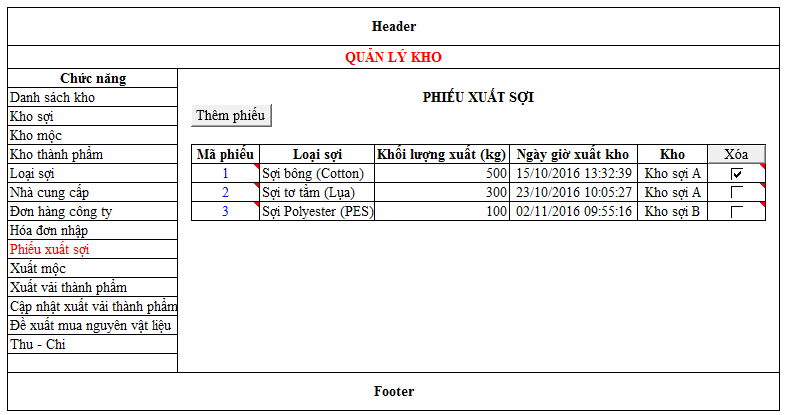 Header
QUẢN LÝ KHO
Chức năng
Danh sách kho
Kho sợi
Kho mộc
Kho thành phẩm
Loại sợi
Nhà cung cấp
Đơn hàng công ty
Hóa đơn nhập
Phiếu xuất sợi
Xuất mộc
Xuất vải thành phẩm
Cập nhật xuất vải thành phẩm
Đề xuất mua nguyên vật liệu
Thu - Chi
PHIẾU XUẤT SỢI
Thêm phiếu
Mã phiếu Loại sợi Khối lượng xuất (kg) Ngày giờ xuất kho Kho Xóa
1 Sợi bông (Cotton) 500 15/10/2016 13:32:39 Kho sợi A
2 Sợi tơ tằm (Lụa) 300 23/10/2016 10:05:27 Kho sợi A
3 Sợi Polyester (PES) 100 02/11/2016 09:55:16 Kho sợi B
Footer